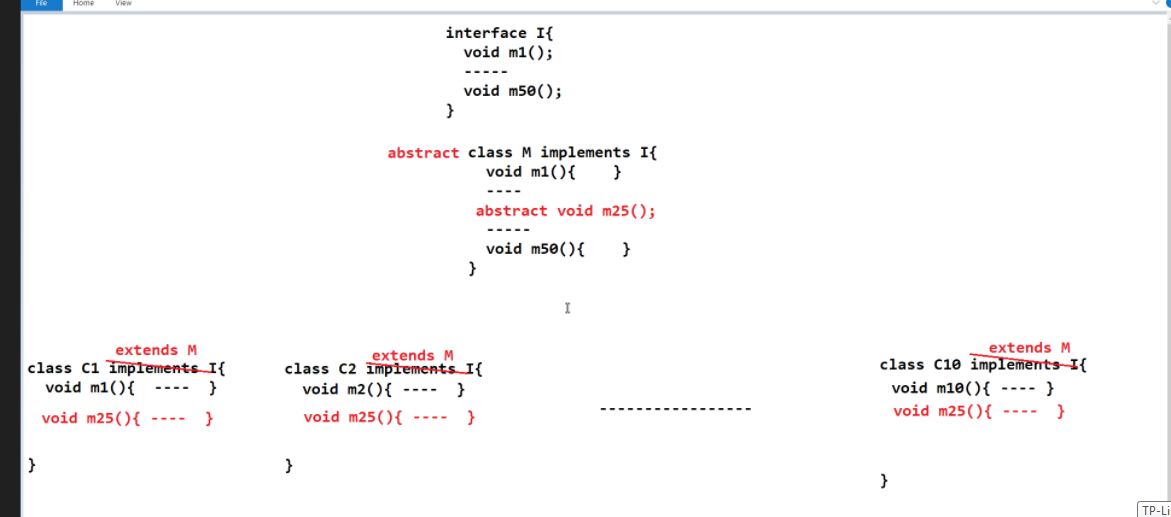 File Home View
interface I{
void m1();
-----
void m50();
}
abstract class M implements I{
void m1(){ }
----
abstract void m25();
-----
void m50(){ }
}
extends M
class C1 implements I{
void m1(){ ---- }
void m25(){ ---- }
}
extends M
class C2 implements I{
void m2(){ ---- }
void m25(){ ---- }
}
-----------------
extends M
class C10 implements I{
void m10(){ ---- }
void m25(){ ---- }
}
TP-Li